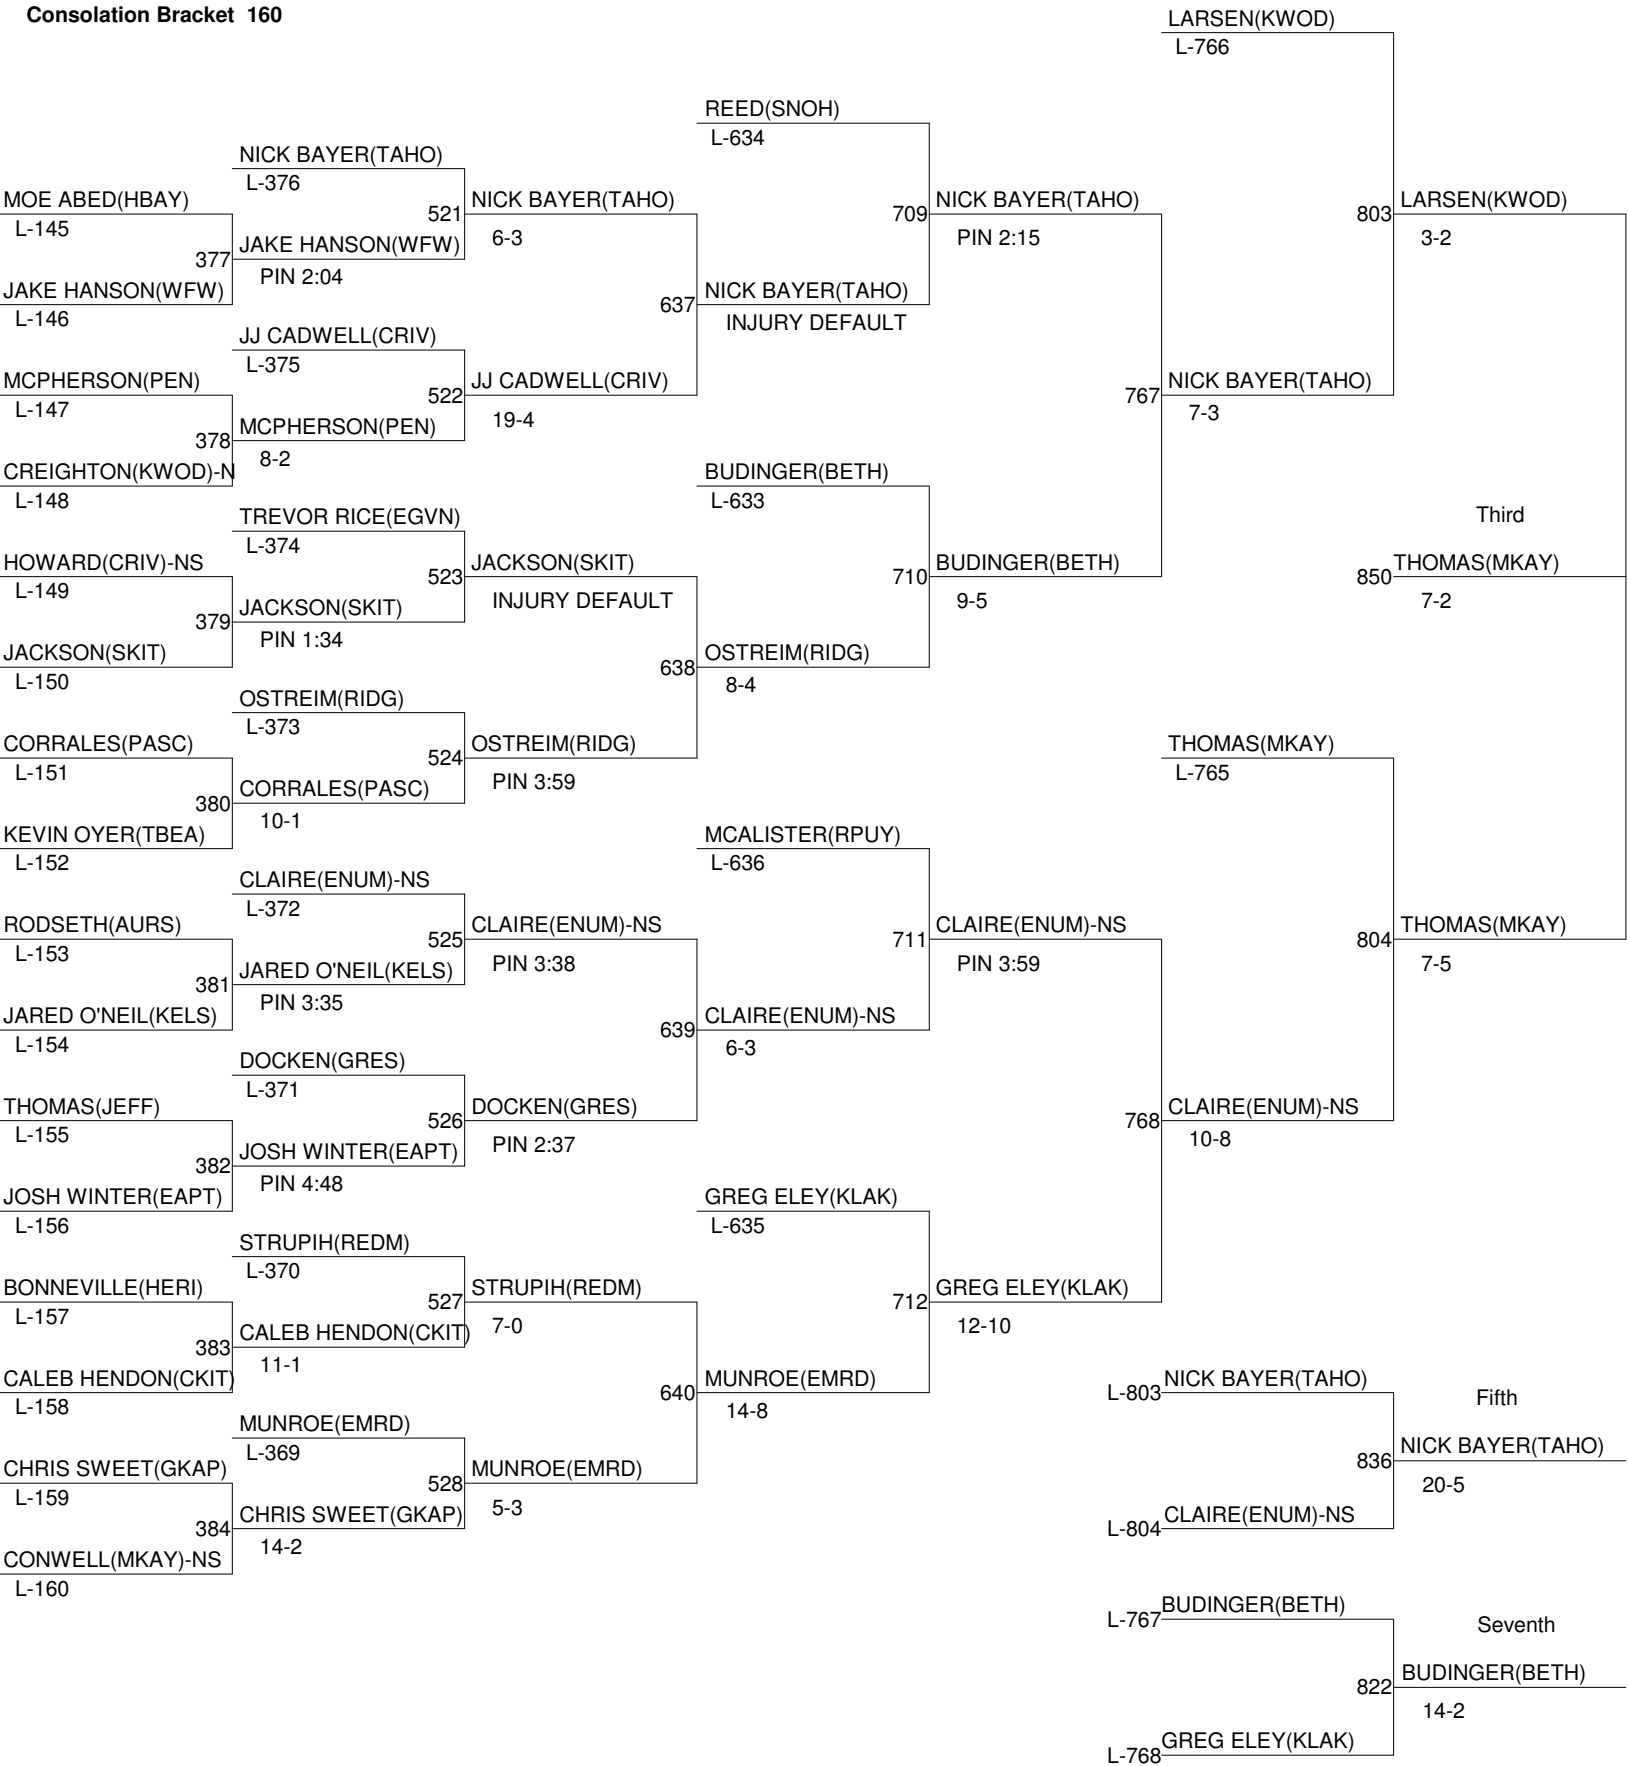 Consolation Bracket 160
MOE ABED(HBAY)
L-145
377
JAKE HANSON(WFW)
L-146
MCPHERSON(PEN)
L-147
378
CREIGHTON(KWOD)-N
L-148
HOWARD(CRIV)-NS
L-149
379
JACKSON(SKIT)
L-150
CORRALES(PASC)
L-151
380
KEVIN OYER(TBEA)
L-152
RODSETH(AURS)
L-153
381
JARED O'NEIL(KELS)
L-154
THOMAS(JEFF)
L-155
382
JOSH WINTER(EAPT)
L-156
BONNEVILLE(HERI)
L-157
383
CALEB HENDON(CKIT)
L-158
CHRIS SWEET(GKAP)
L-159
384
CONWELL(MKAY)-NS
L-160
NICK BAYER(TAHO)
L-376
521
JAKE HANSON(WFW)
PIN 2:04
JJ CADWELL(CRIV)
L-375
522
MCPHERSON(PEN)
8-2
TREVOR RICE(EGVN)
L-374
523
JACKSON(SKIT)
PIN 1:34
OSTREIM(RIDG)
L-373
524
CORRALES(PASC)
10-1
CLAIRE(ENUM)-NS
L-372
525
JARED O'NEIL(KELS)
PIN 3:35
DOCKEN(GRES)
L-371
526
JOSH WINTER(EAPT)
PIN 4:48
STRUPIH(REDM)
L-370
527
CALEB HENDON(CKIT)
11-1
MUNROE(EMRD)
L-369
528
CHRIS SWEET(GKAP)
14-2
NICK BAYER(TAHO)
6-3
637
JJ CADWELL(CRIV)
19-4
JACKSON(SKIT)
INJURY DEFAULT
638
OSTREIM(RIDG)
PIN 3:59
CLAIRE(ENUM)-NS
PIN 3:38
639
DOCKEN(GRES)
PIN 2:37
STRUPIH(REDM)
7-0
640
MUNROE(EMRD)
5-3
REED(SNOH)
L-634
709
NICK BAYER(TAHO)
INJURY DEFAULT
BUDINGER(BETH)
L-633
710
OSTREIM(RIDG)
8-4
MCALISTER(RPUY)
L-636
711
CLAIRE(ENUM)-NS
6-3
GREG ELEY(KLAK)
L-635
712
MUNROE(EMRD)
14-8
NICK BAYER(TAHO)
PIN 2:15
767
BUDINGER(BETH)
9-5
CLAIRE(ENUM)-NS
PIN 3:59
768
GREG ELEY(KLAK)
12-10
LARSEN(KWOD)
L-766
803
NICK BAYER(TAHO)
7-3
THOMAS(MKAY)
L-765
804
CLAIRE(ENUM)-NS
10-8
LARSEN(KWOD)
3-2
Third
850
THOMAS(MKAY)
7-2
THOMAS(MKAY)
7-5
L-803
NICK BAYER(TAHO)
Fifth
836
NICK BAYER(TAHO)
20-5
L-804
CLAIRE(ENUM)-NS
L-767
BUDINGER(BETH)
Seventh
822
BUDINGER(BETH)
14-2
L-768
GREG ELEY(KLAK)